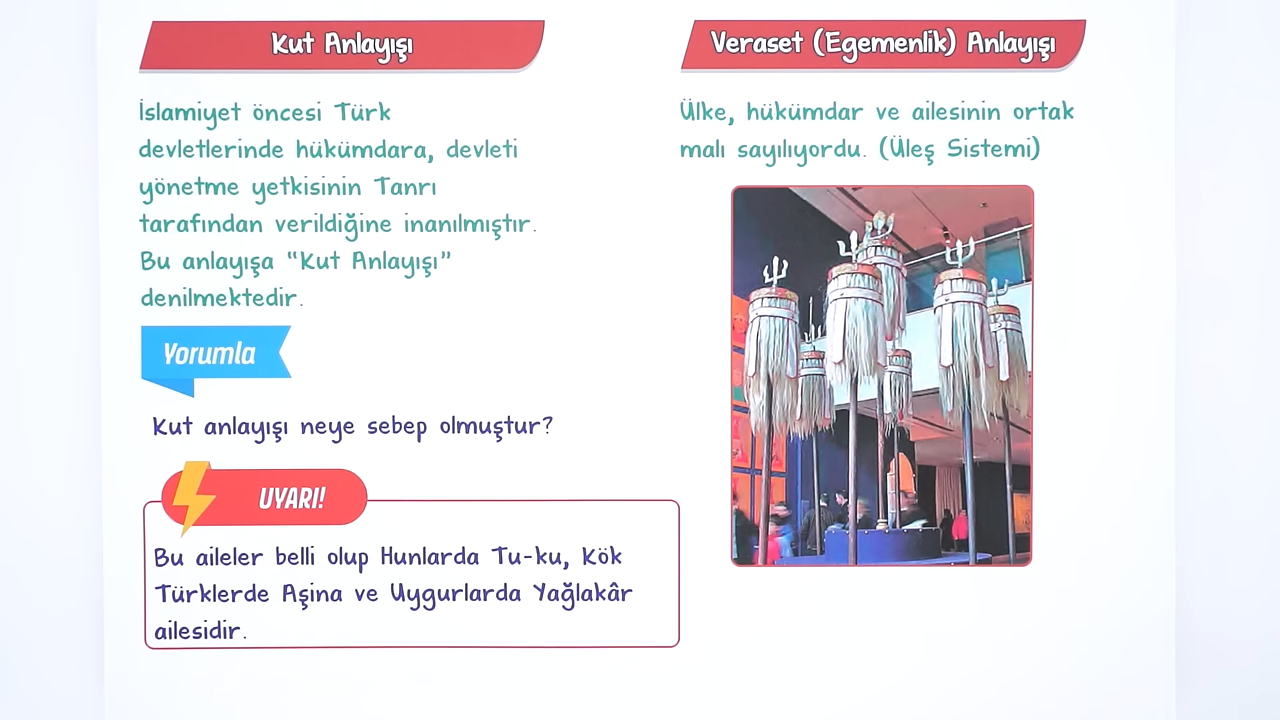 Kut Anlayışı
İslamiyet öncesi Türk
devletlerinde hükümdara, devleti
yönetme yetkisinin Tanrı
tarafından verildiğine inanılmıştır.
Bu anlayışa “Kut Anlayışı”
denilmektedir.
Yorumla
Kut anlayışı neye sebep olmuştur?
UYARI!
Bu aileler belli olup Hunlarda Tu-ku, Kök
Türklerde Aşina ve Uygurlarda Yağlakâr
ailesidir.
Veraset (Egemenlik) Anlayışı
Ülke, hükümdar ve ailesinin ortak
malı sayılıyordu. (Üleş Sistemi)